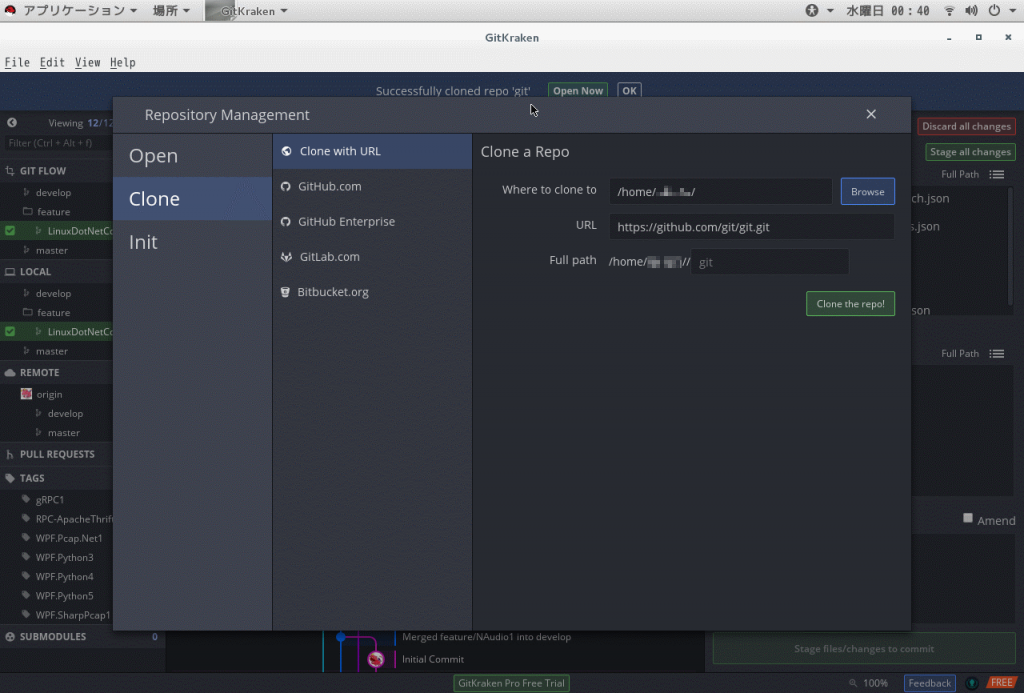 アプリケーション 場所 GitKraken 水曜日 00：40
GitKraken
File Edit View Help
Successfully cloned repo 'git' Open Now OK
Repository Management
Viewing 12/12
Filter (Ctrl + Alt + f)
GIT FLOW
develop
feature
LinuxDotNetCo
master
LOCAL
develop
feature
LinuxDotNetCo
master
REMOTE
origin
develop
master
PULL REQUESTS
TAGS
gRPC1
RPC-ApacheThrif
WPF.Pcap.Net1
WPF.Python3
WPF.Python4
WPF.Python5
WPF.SharpPcap1
SUBMODULES 0
Open
Clone
Init
Clone with URL
GitHub.com
GitHub Enterprise
GitLab.com
Bitbucket.org
Clone a Repo
Where to clone to /home/ / Browse
URL https://github.com/git/git.git
Full path /home/ // git
Clone the repo!
Discard all changes
Stage all changes
Full Path
ch.json
s.json
son
Full Path
Amend
Merged feature/NAudio1 into develop
Initial Commit
Stage files/changes to commit
GitKraken Pro Free Trial 100% Feedback FREE